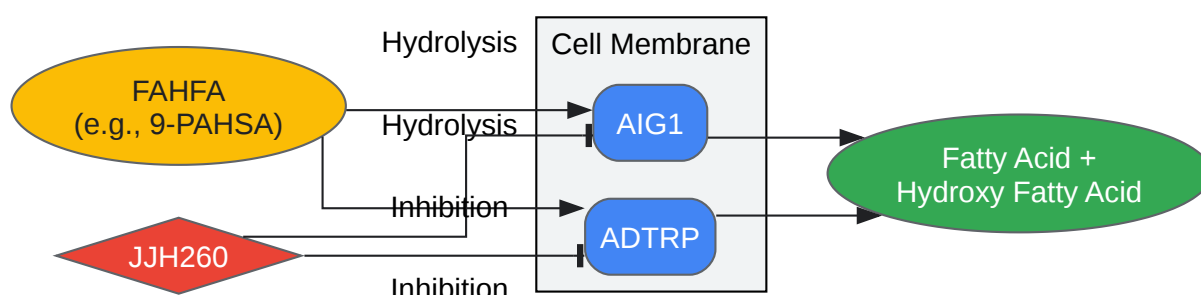 Hydrolysis
Cell Membrane
FAHFA
(e.g., 9-PAHSA)
Hydrolysis
AIG1
Fatty Acid +
Hydroxy Fatty Acid
Inhibition
ADTRP
JJH260
Inhibition